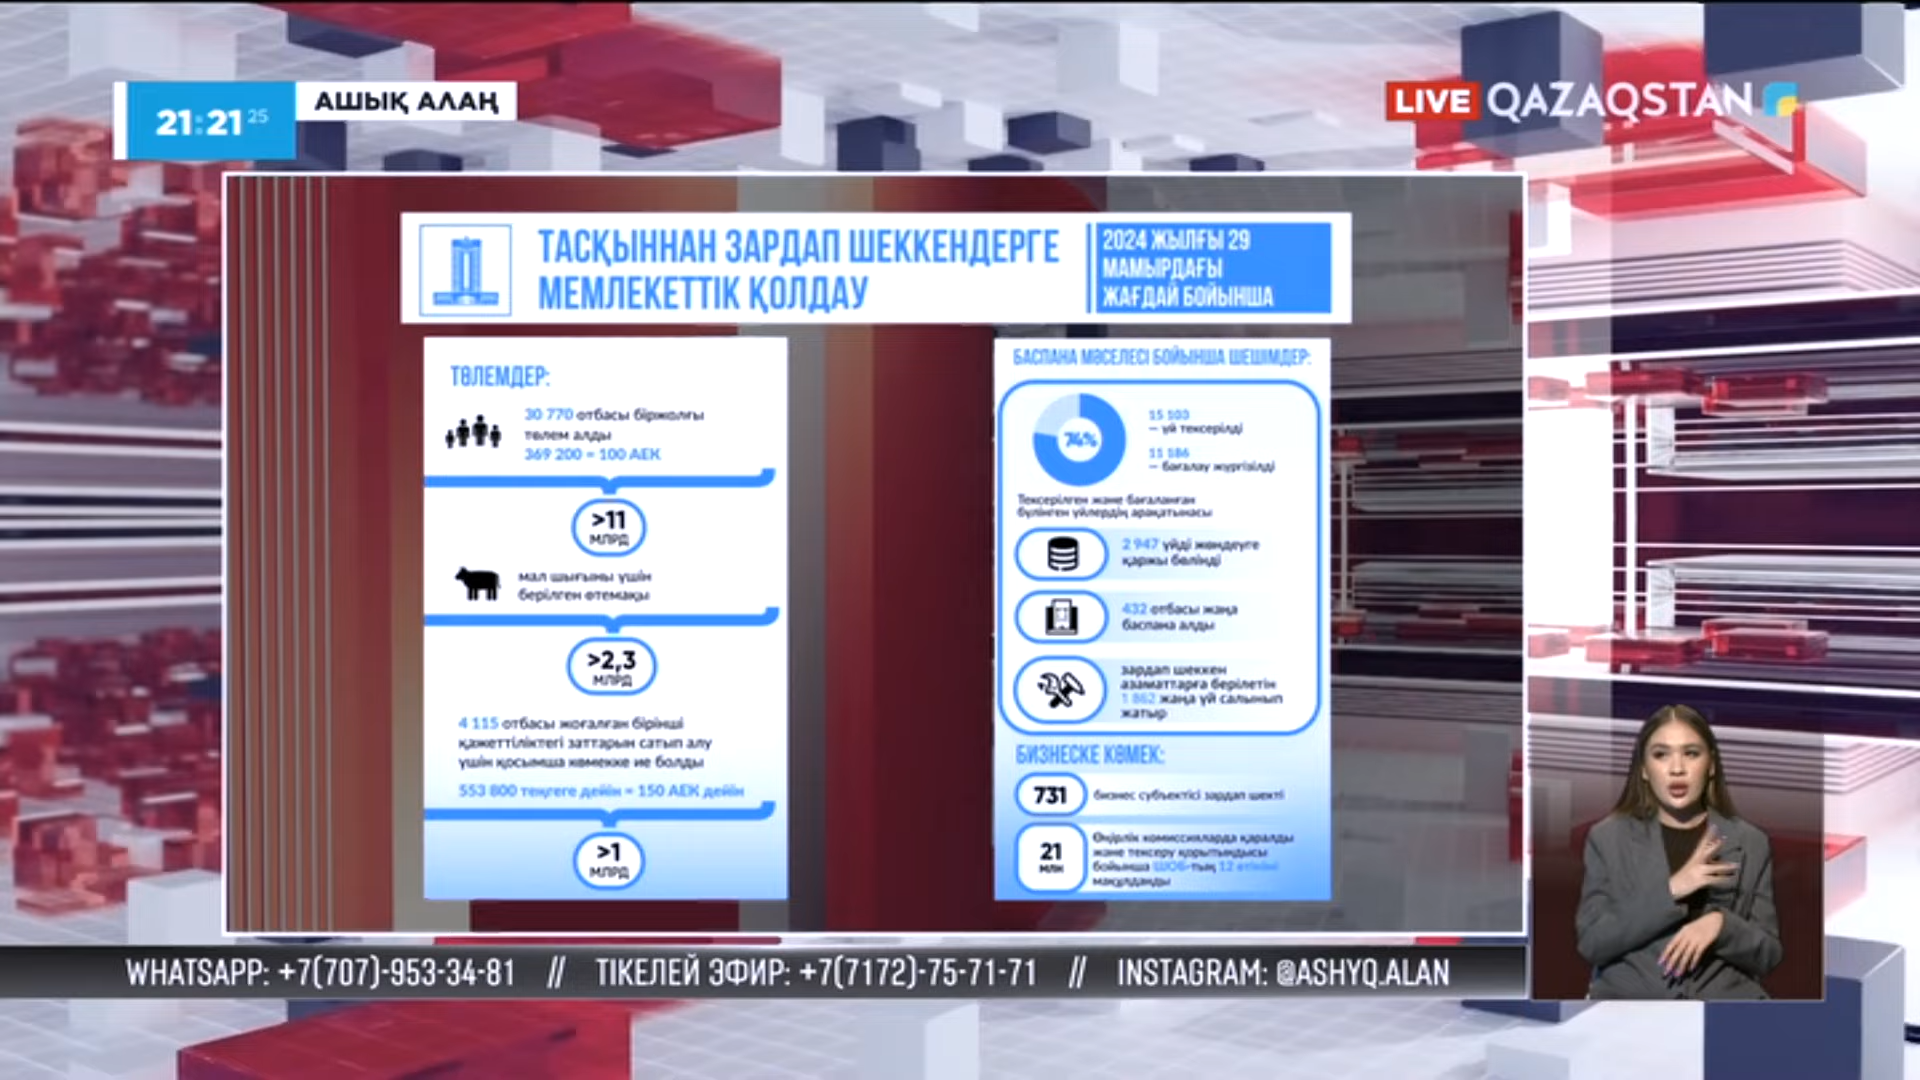 21:21 25
АШЫҚ АЛАҢ
LIVE QAZAQSTAN
ТАСҚЫННАН ЗАРДАП ШЕККЕНДЕРГЕ
МЕМЛЕКЕТТІК ҚОЛДАУ
2024 ЖЫЛҒЫ 29
МАМЫРДАҒЫ
ЖАҒДАЙ БОЙЫНША
ТӨЛЕМДЕР:
30 770 отбасы біржолғы
төлем алды
369 200 = 100 АЕК
>11
МЛРД
мал шығыны үшін
берілген өтемақы
>2,3
МЛРД
4 115 отбасы жоғалған бірінші
қажеттіліктегі заттарын сатып алу
үшін қосымша көмекке ие болды
553 800 теңгеге дейін = 150 АЕК дейін
>1
МЛРД
БАСПАНА МӘСЕЛЕСІ БОЙЫНША ШЕШІМДЕР:
74%
15 103
– үй тексерілді
11 186
– бағалау жүргізілді
Тексерілген және бағаланған
бүлінген үйлердің арақатынасы
2 947 үйді жөндеуге
қаржы бөлінді
432 отбасы жаңа
баспана алды
зардап шеккен
азаматтарға берілетін
1 862 жаңа үй салынып
жатыр
БИЗНЕСКЕ КӨМЕК:
731
бизнес субъектісі зардап шекті
21
МЛН
Өңірлік комиссияларда қаралды
және тексеру қорытындысы
бойынша ШОБ-тың 12 өтініші
мақұлданды
WHATSAPP: +7(707)-953-34-81 // ТІКЕЛЕЙ ЭФИР: +7(7172)-75-71-71 // INSTAGRAM: @ASHYQ.ALAN